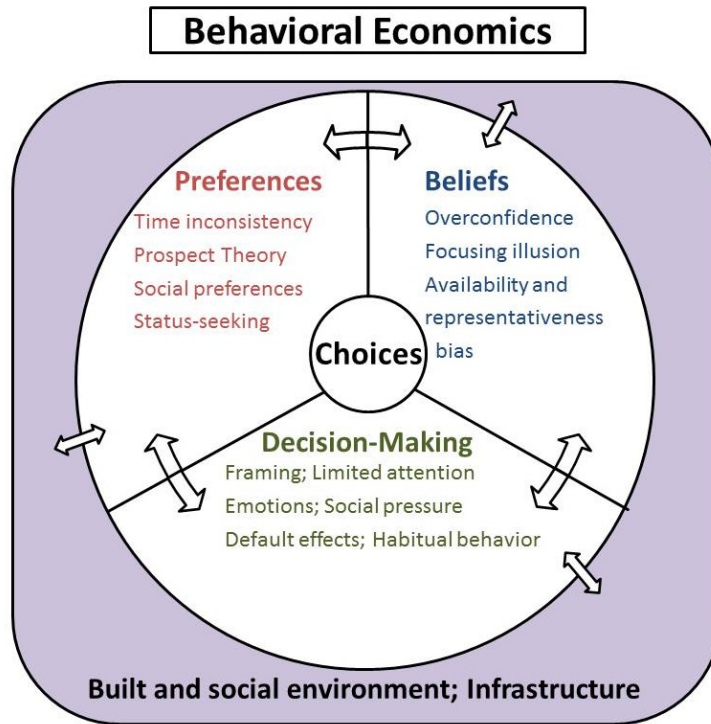 Behavioral Economics
Preferences
Time inconsistency
Prospect Theory
Social preferences
Status-seeking
Beliefs
Overconfidence
Focusing illusion
Availability and
representativeness
bias
Choices
Decision-Making
Framing; Limited attention
Emotions; Social pressure
Default effects; Habitual behavior
Built and social environment; Infrastructure